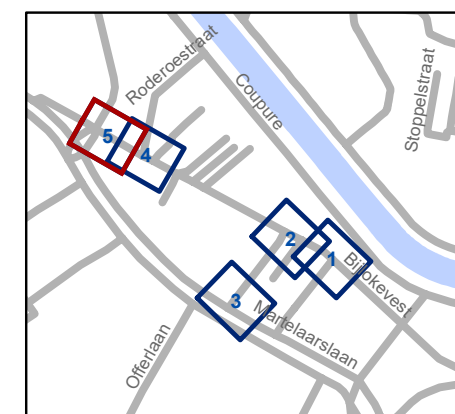 Roderoestraat
Coupure
Stoppelstraat
5
4
2
1
Bijlokevest
3
Martelaarslaan
Offerlaan